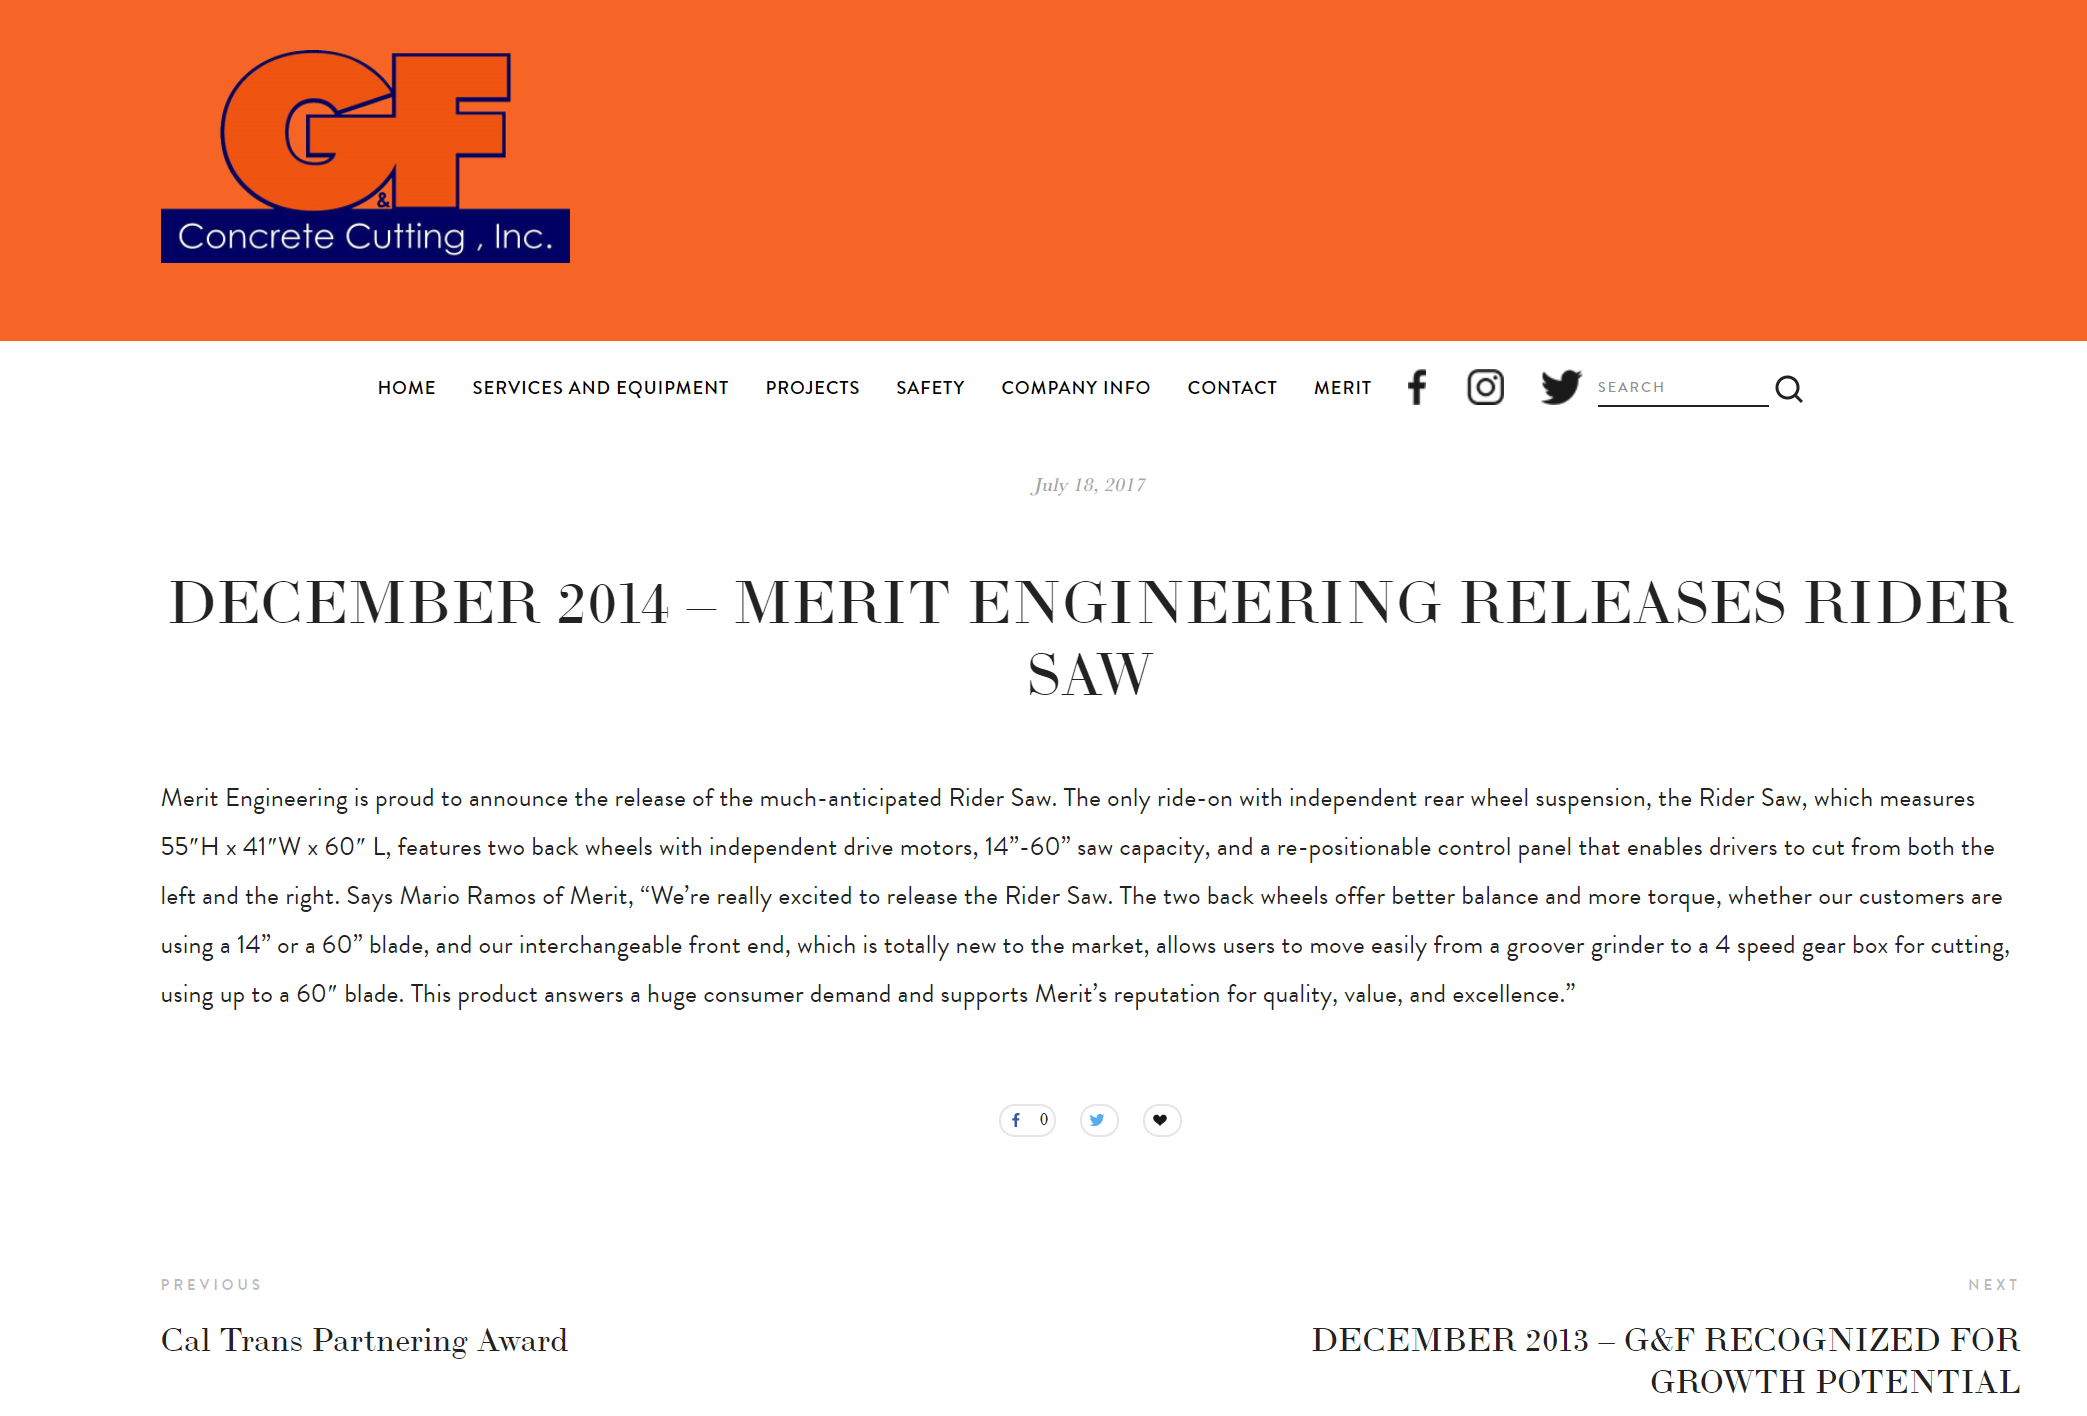 G&F
Concrete Cutting , Inc.
HOME SERVICES AND EQUIPMENT PROJECTS SAFETY COMPANY INFO CONTACT MERIT SEARCH
July 18, 2017
DECEMBER 2014 – MERIT ENGINEERING RELEASES RIDER
SAW
Merit Engineering is proud to announce the release of the much-anticipated Rider Saw. The only ride-on with independent rear wheel suspension, the Rider Saw, which measures
55″H x 41″W x 60″ L, features two back wheels with independent drive motors, 14”-60” saw capacity, and a re-positionable control panel that enables drivers to cut from both the
left and the right. Says Mario Ramos of Merit, “We’re really excited to release the Rider Saw. The two back wheels offer better balance and more torque, whether our customers are
using a 14” or a 60” blade, and our interchangeable front end, which is totally new to the market, allows users to move easily from a groover grinder to a 4 speed gear box for cutting,
using up to a 60″ blade. This product answers a huge consumer demand and supports Merit’s reputation for quality, value, and excellence.”
0
PREVIOUS
Cal Trans Partnering Award
NEXT
DECEMBER 2013 – G&F RECOGNIZED FOR
GROWTH POTENTIAL